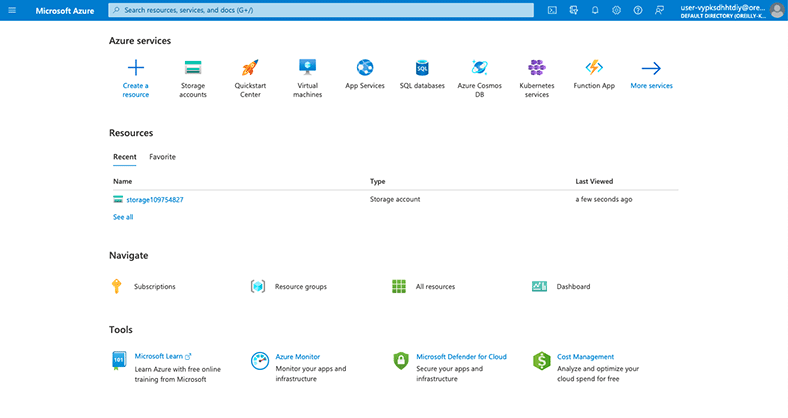 Microsoft Azure
Search resources, services, and docs (G+/)
user-vypksdhhtdiy@ore...
DEFAULT DIRECTORY (OREILLY-K...
Azure services
Create a
resource
Storage
accounts
Quickstart
Center
Virtual
machines
App Services
SQL
SQL databases
Azure Cosmos
DB
Kubernetes
services
Function App
More services
Resources
Recent
Favorite
Name
Type
Last Viewed
storage109754827
Storage account
a few seconds ago
See all
Navigate
Subscriptions
Resource groups
All resources
Dashboard
Tools
101
Microsoft Learn
Learn Azure with free online
training from Microsoft
Azure Monitor
Monitor your apps and
infrastructure
Microsoft Defender for Cloud
Secure your apps and
infrastructure
$
Cost Management
Analyze and optimize your
cloud spend for free